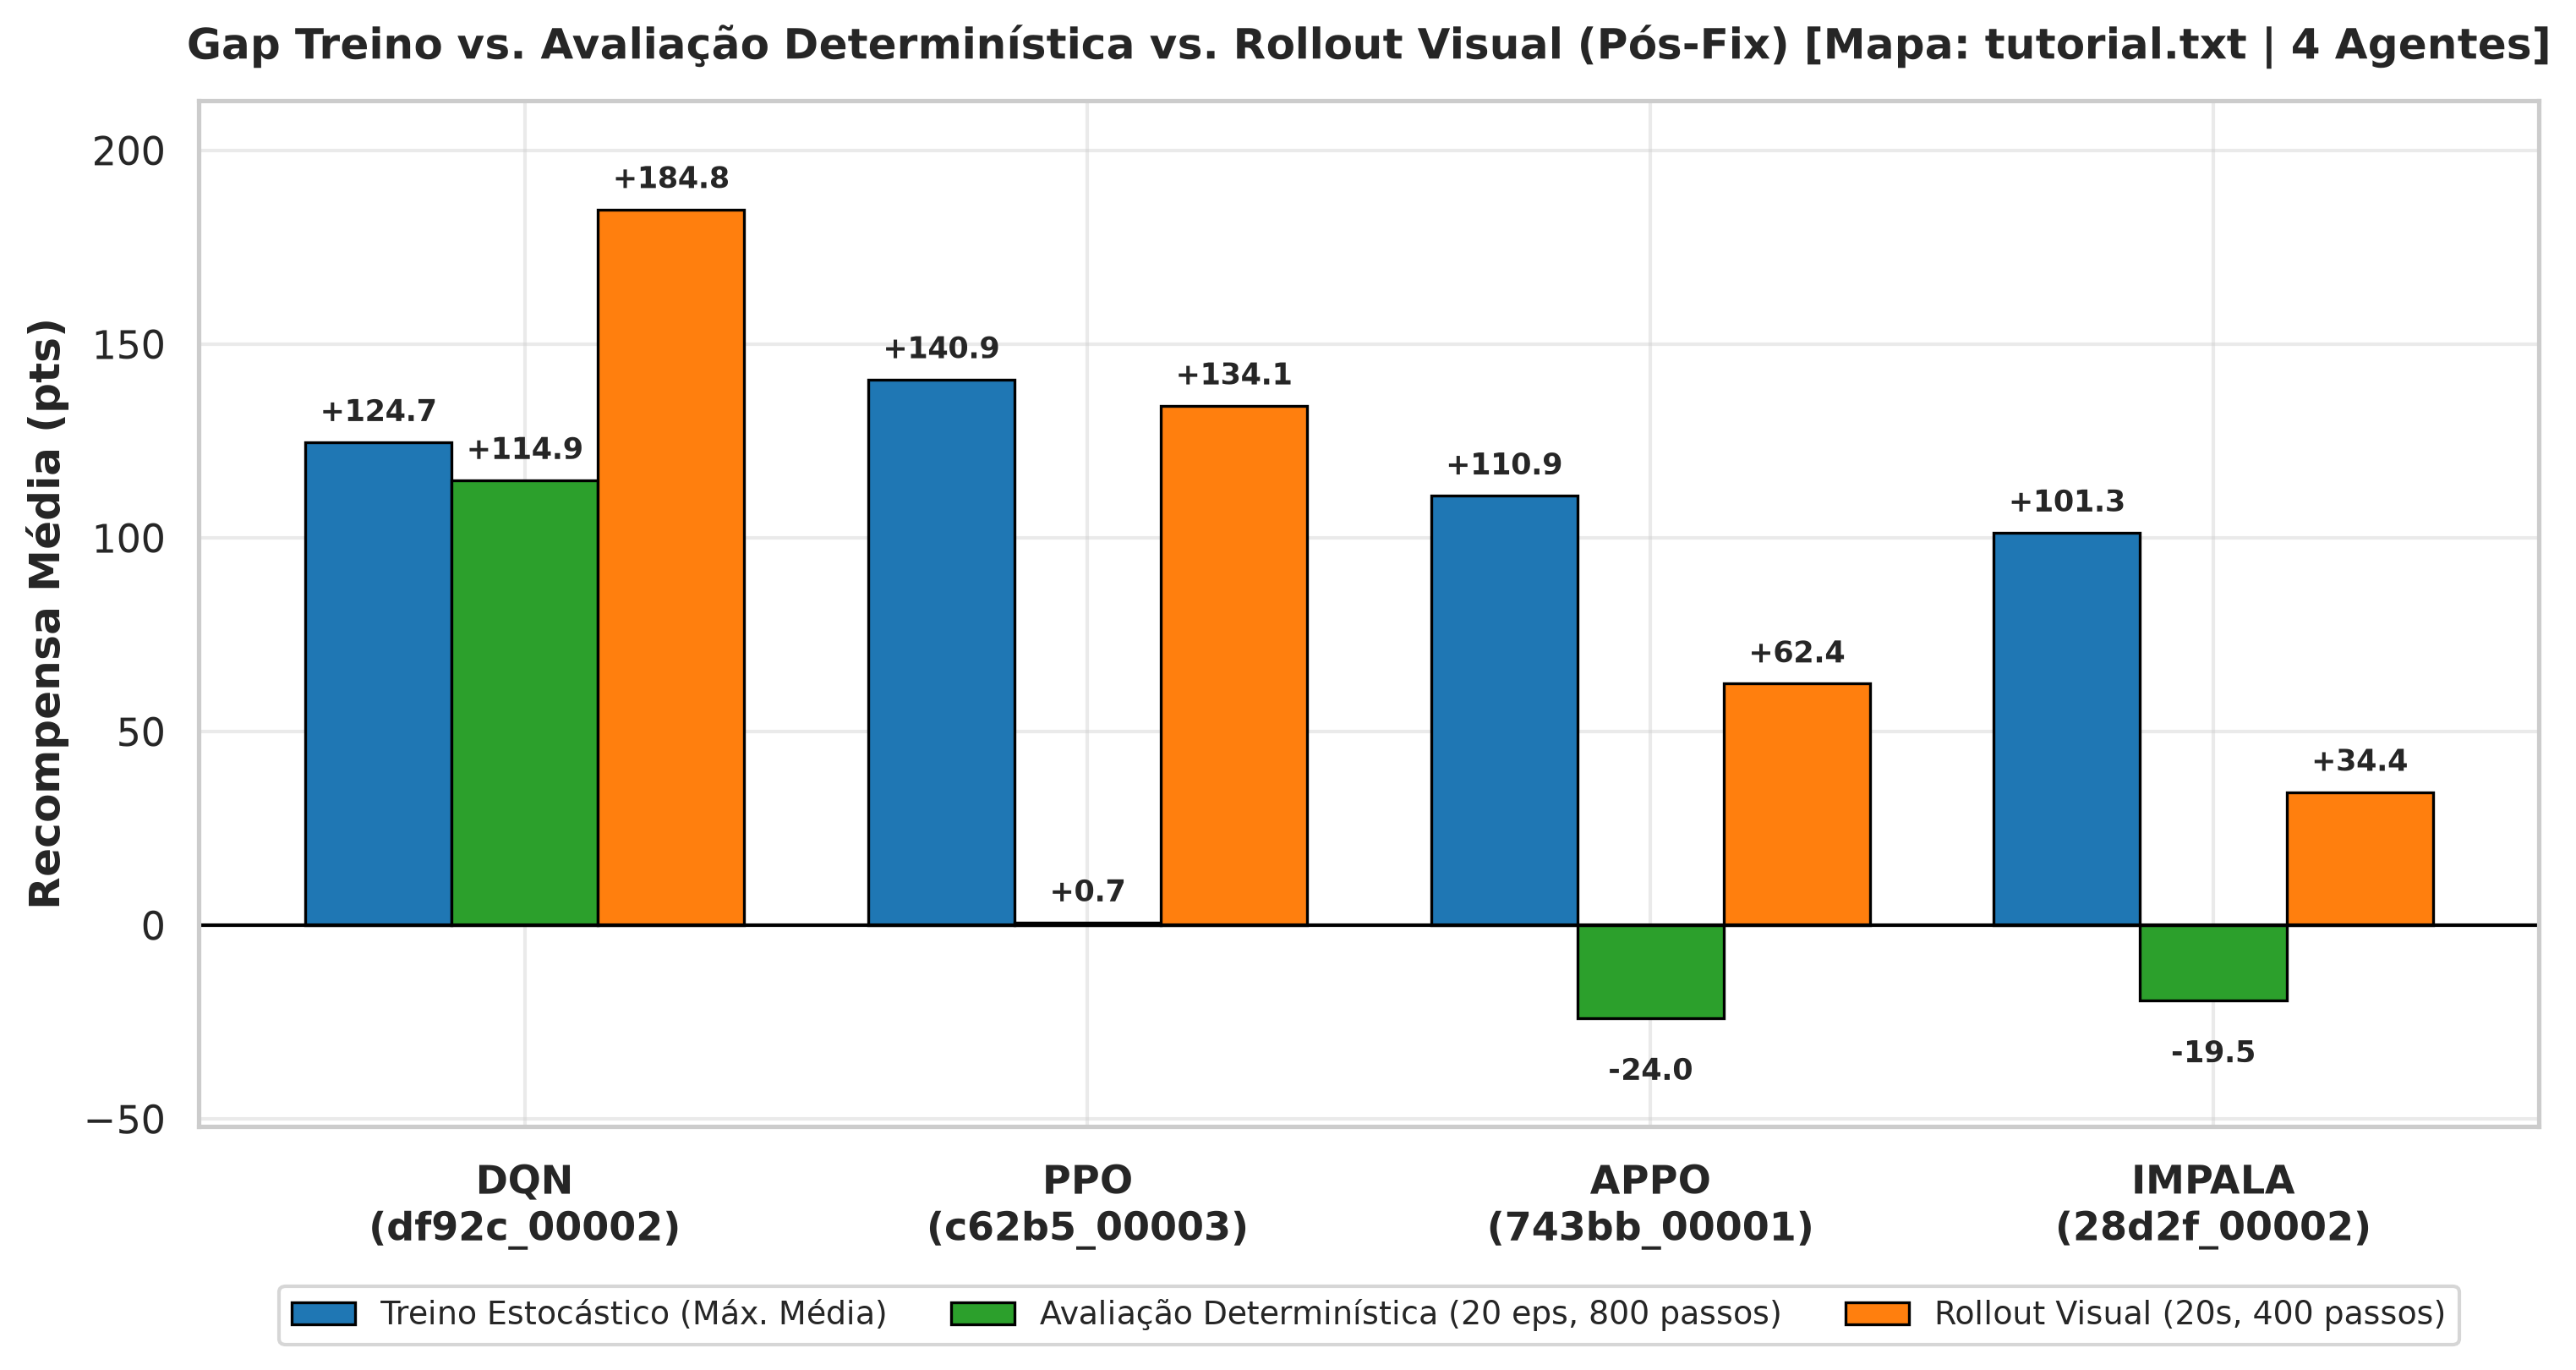 Gap Treino vs. Avaliação Determinística vs. Rollout Visual (Pós-Fix) [Mapa: tutorial.txt | 4 Agentes]
Recompensa Média (pts)
200
150
100
50
0
−50
+124.7
+114.9
+184.8
+140.9
+0.7
+134.1
+110.9
-24.0
+62.4
+101.3
-19.5
+34.4
DQN
(df92c_00002)
PPO
(c62b5_00003)
APPO
(743bb_00001)
IMPALA
(28d2f_00002)
Treino Estocástico (Máx. Média)
Avaliação Determinística (20 eps, 800 passos)
Rollout Visual (20s, 400 passos)